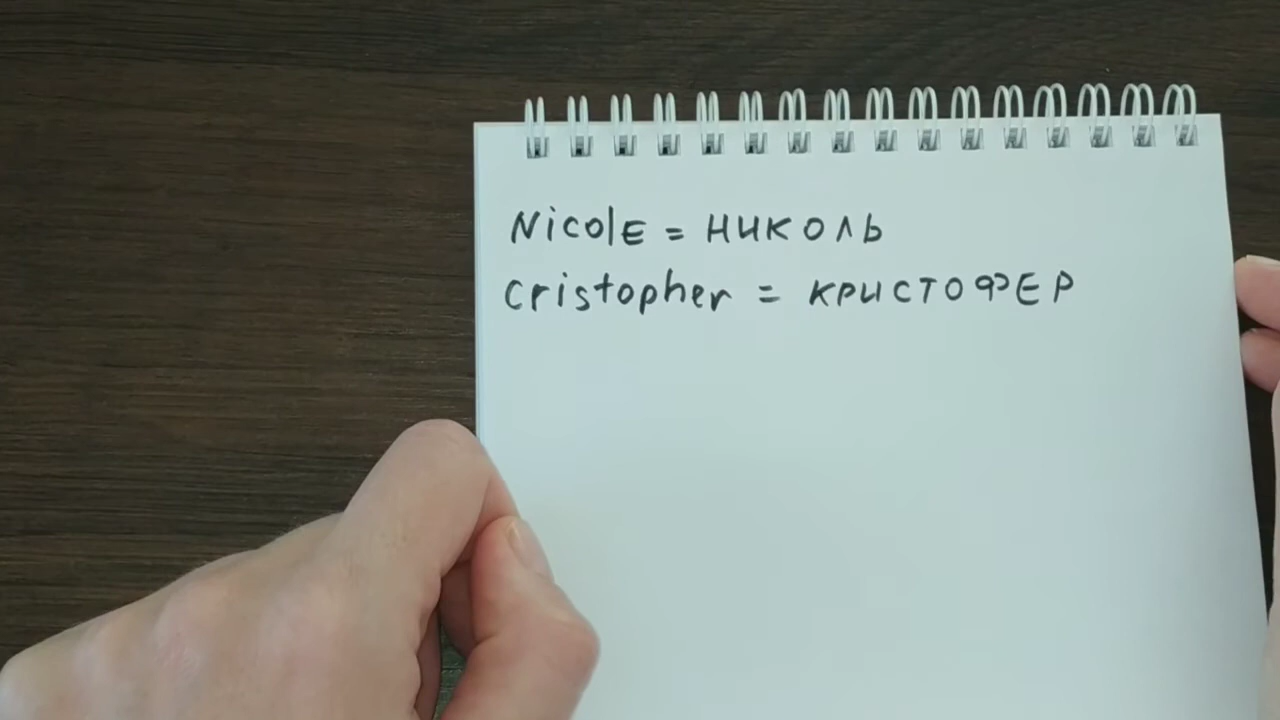 NicolE = НИКОЛЬ
Cristopher = КРИСТОФЕР